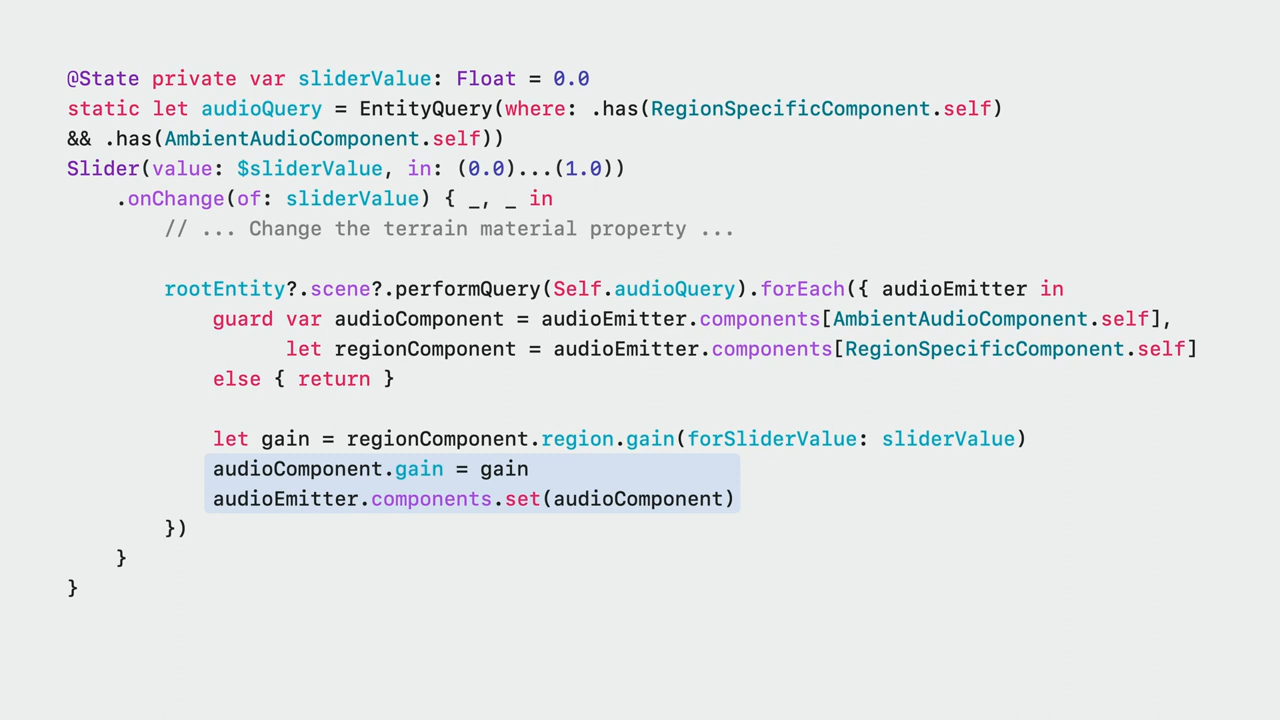 @State private var sliderValue: Float = 0.0
static let audioQuery = EntityQuery(where: .has(RegionSpecificComponent.self)
&& .has(AmbientAudioComponent.self))
Slider(value: $sliderValue, in: (0.0)...(1.0))
    .onChange(of: sliderValue) { _, _ in
        // ... Change the terrain material property ...

        rootEntity?.scene?.performQuery(Self.audioQuery).forEach({ audioEmitter in
            guard var audioComponent = audioEmitter.components[AmbientAudioComponent.self],
                  let regionComponent = audioEmitter.components[RegionSpecificComponent.self]
            else { return }

            let gain = regionComponent.region.gain(forSliderValue: sliderValue)
            audioComponent.gain = gain
            audioEmitter.components.set(audioComponent)
        })
    }
}